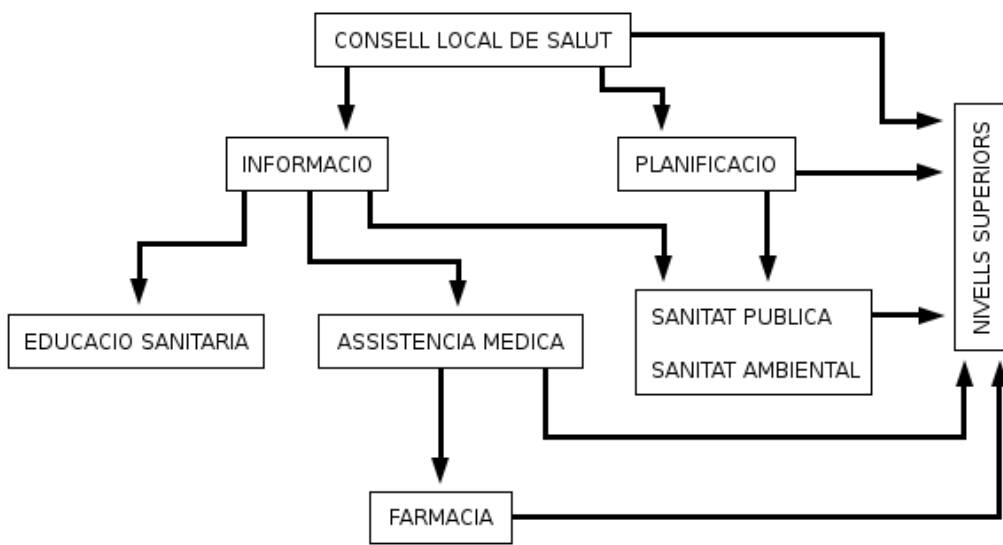 CONSELL LOCAL DE SALUT
INFORMACIO
PLANIFICACIO
NIVELLS SUPERIORS
EDUCACIO SANITARIA
ASSISTENCIA MEDICA
SANITAT PUBLICA
SANITAT AMBIENTAL
FARMACIA